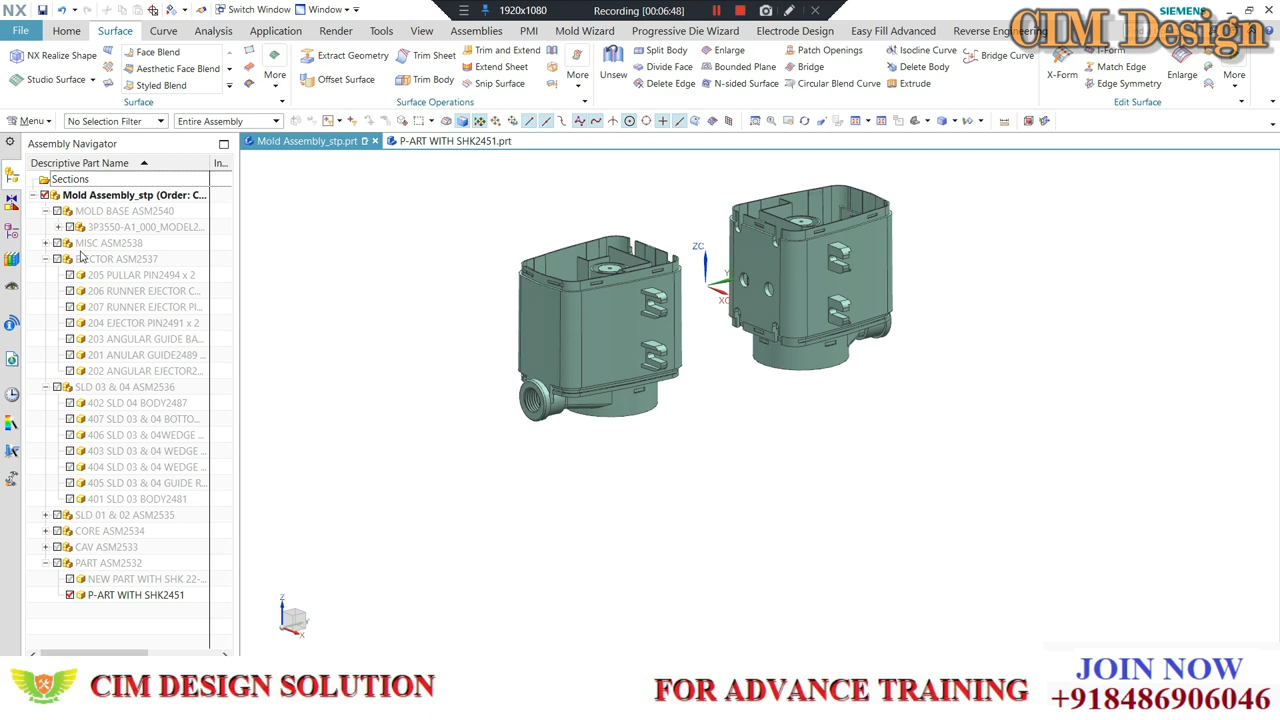 NX Switch Window Window 1920x1080 Recording [00:06:48] SIEMENS
CIM Design
File Home Surface Curve Analysis Application Render Tools View Assemblies PMI Mold Wizard Progressive Die Wizard Electrode Design Easy Fill Advanced Reverse Engineering
NX Realize Shape Face Blend Extract Geometry Trim Sheet Trim and Extend Split Body Enlarge Patch Openings Isocline Curve Bridge Curve I-Form
Aesthetic Face Blend More Extend Sheet More Unsew Divide Face Bounded Plane Bridge Delete Body X-Form Match Edge Enlarge More
Studio Surface Styled Blend Offset Surface Trim Body Snap Surface Delete Edge N-sided Surface Circular Blend Curve Extrude Edge Symmetry
Surface Surface Operations Edit Surface
Menu No Selection Filter Entire Assembly
Assembly Navigator Mold Assembly_stp.prt P-ART WITH SHK2451.prt
Descriptive Part Name In...
Sections
Mold Assembly_stp (Order: C...
MOLD BASE ASM2540
3P3550-A1_000_MODEL2...
MISC ASM2538
ECTOR ASM2537
205 PULLAR PIN2494 x 2
206 RUNNER EJECTOR C...
207 RUNNER EJECTOR PI...
204 EJECTOR PIN2491 x 2
203 ANGULAR GUIDE BA...
201 ANULAR GUIDE2489 ...
202 ANGULAR EJECTOR2...
SLD 03 & 04 ASM2536
402 SLD 04 BODY2487
407 SLD 03 & 04 BOTTO...
406 SLD 03 & 04WEDGE ...
403 SLD 03 & 04 WEDGE ...
404 SLD 03 & 04 WEDGE ...
405 SLD 03 & 04 GUIDE R...
401 SLD 03 BODY2481
SLD 01 & 02 ASM2535
CORE ASM2534
CAV ASM2533
PART ASM2532
NEW PART WITH SHK 22-...
P-ART WITH SHK2451
ZC
Y
XC
Z
Y
X
CIM DESIGN SOLUTION
FOR ADVANCE TRAINING
JOIN NOW
+918486906046